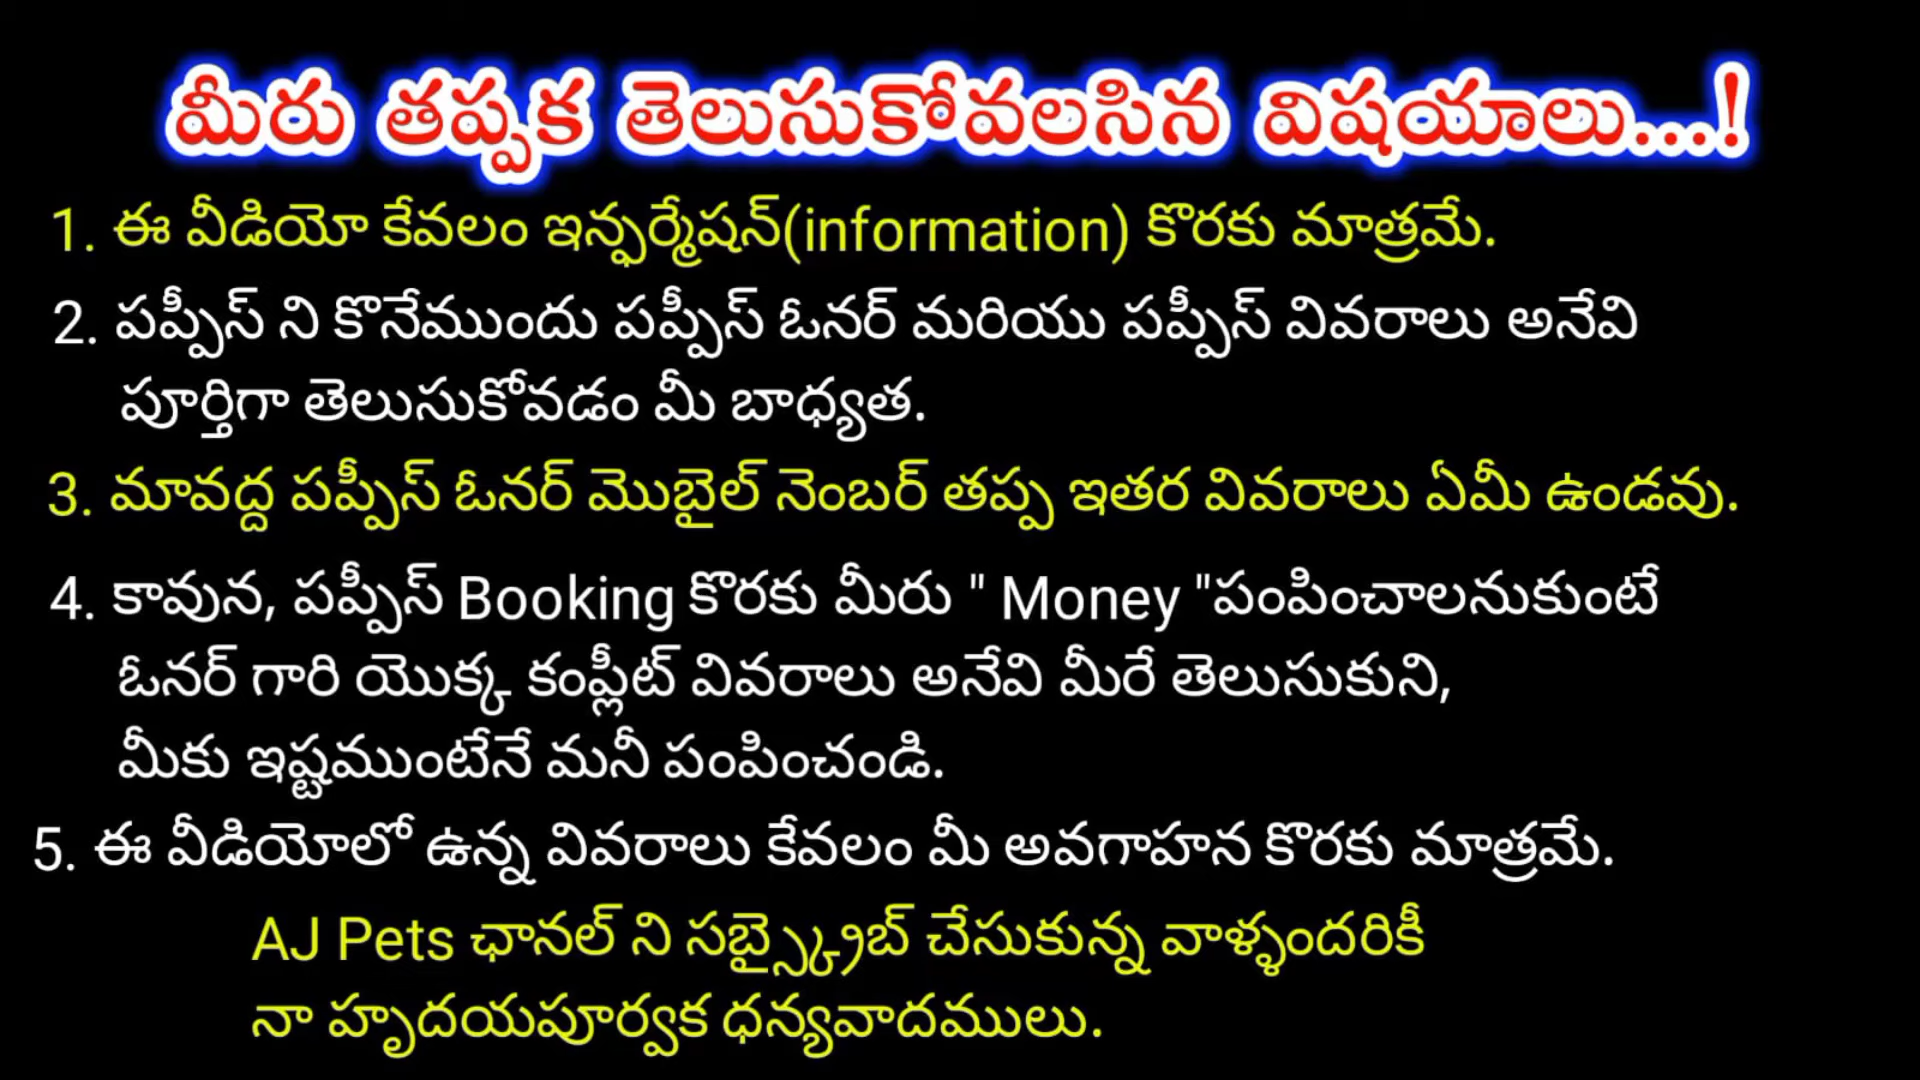 మీరు తప్పక తెలుసుకోవలసిన విషయాలు...!
1. ఈ వీడియో కేవలం ఇన్ఫర్మేషన్(information) కొరకు మాత్రమే.
2. పప్పీస్ ని కొనేముందు పప్పీస్ ఓనర్ మరియు పప్పీస్ వివరాలు అనేవి
పూర్తిగా తెలుసుకోవడం మీ బాధ్యత.
3. మావద్ద పప్పీస్ ఓనర్ మొబైల్ నెంబర్ తప్ప ఇతర వివరాలు ఏమీ ఉండవు.
4. కావున, పప్పీస్ Booking కొరకు మీరు " Money "పంపించాలనుకుంటే
ఓనర్ గారి యొక్క కంప్లీట్ వివరాలు అనేవి మీరే తెలుసుకుని,
మీకు ఇష్టముంటేనే మనీ పంపించండి.
5. ఈ వీడియోలో ఉన్న వివరాలు కేవలం మీ అవగాహన కొరకు మాత్రమే.
AJ Pets ఛానల్ ని సబ్స్క్రైబ్ చేసుకున్న వాళ్ళందరికీ
నా హృదయపూర్వక ధన్యవాదములు.